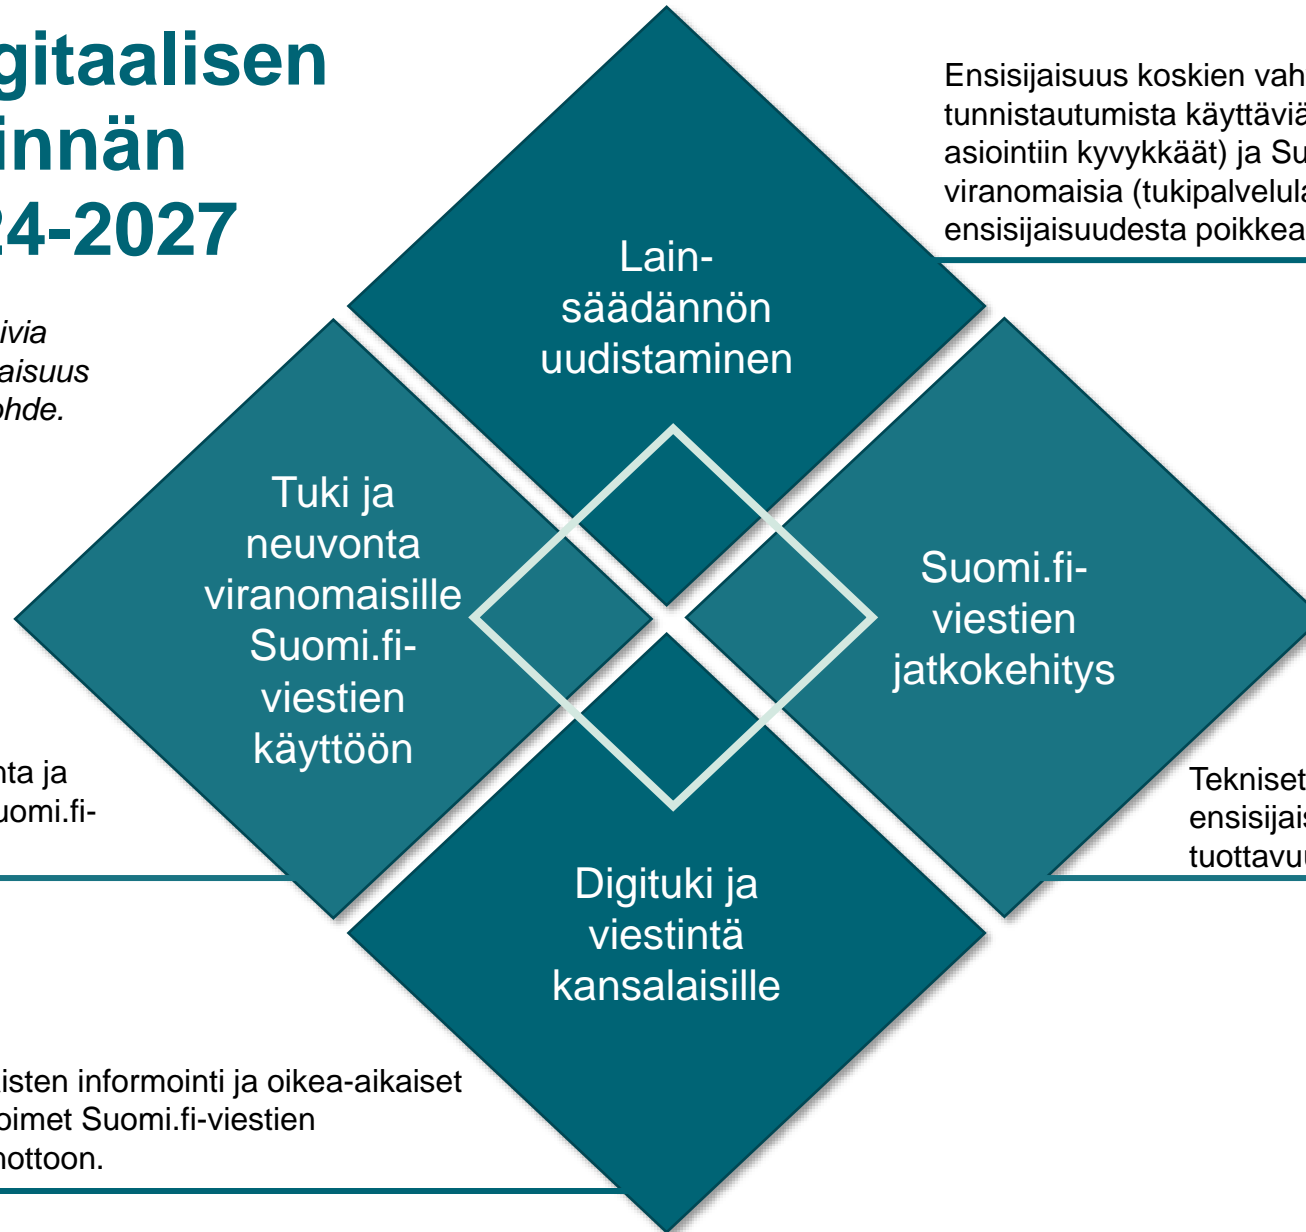 gitaalisen
innän
24-2027
ivia
aisuus
ohde.
Ensisijaisuus koskien vah
tunnistautumista käyttäviä
asiointiin kyvykkäät) ja Su
viranomaisia (tukipalvelula
ensisijaisuudesta poikkea
Lain-
säädännön
uudistaminen
Tuki ja
neuvonta
viranomaisille
Suomi.fi-
viestien
käyttöön
Suomi.fi-
viestien
jatkokehitys
nta ja
uomi.fi-
Tekniset
ensisijais
tuottavuu
Digituki ja
viestintä
kansalaisille
isten informointi ja oikea-aikaiset
oimet Suomi.fi-viestien
nottoon.